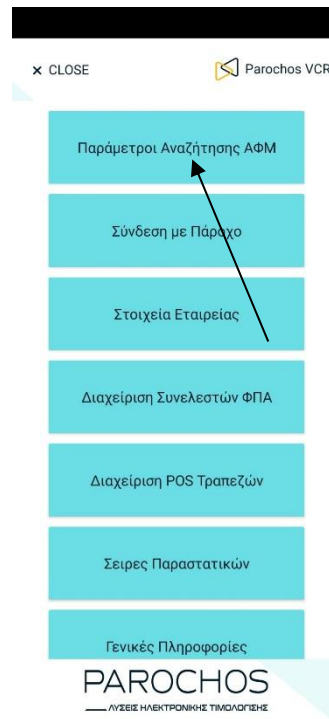 × CLOSE
Parochos VCR
Παράμετροι Αναζήτησης ΑΦΜ
Σύνδεση με Πάροχο
Στοιχεία Εταιρείας
Διαχείριση Συνελεστών ΦΠΑ
Διαχείριση POS Τραπεζών
Σειρες Παραστατικών
Γενικές Πληροφορίες
PAROCHOS
ΛΥΣΕΙΣ ΗΛΕΚΤΡΟΝΙΚΗΣ ΤΙΜΟΛΟΓΙΣΗΣ